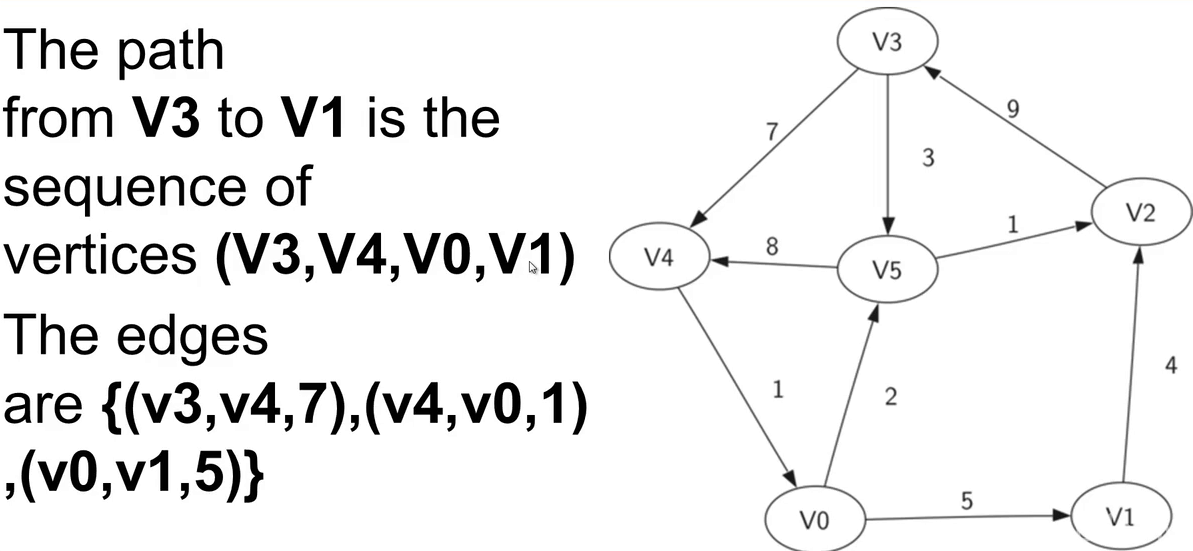 The path
from V3 to V1 is the
sequence of
vertices (V3,V4,V0,V1)
The edges
are {(v3,v4,7),(v4,v0,1)
,(v0,v1,5)}
V3
9
7
3
V2
1
8
V4
V5
4
1
2
5
V0
V1